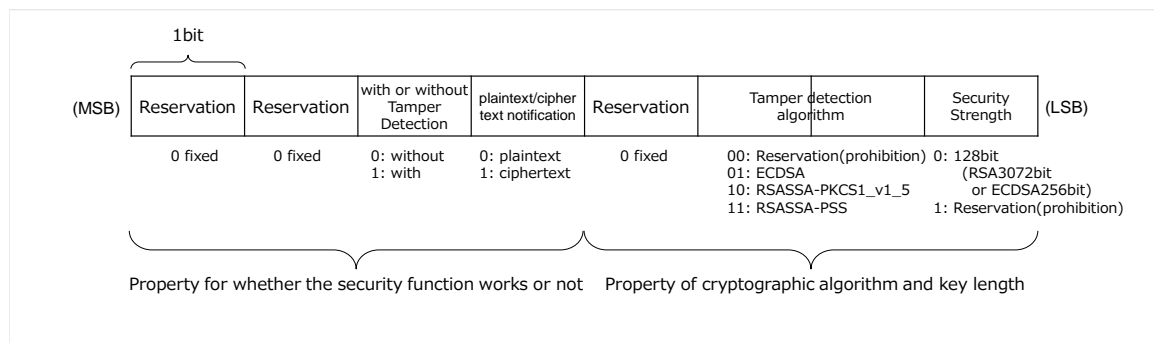 1bit
(MSB)
Reservation
Reservation
with or without
Tamper
Detection
plaintext/cipher
text notification
Reservation
Tamper detection
algorithm
Security
Strength
(LSB)
0 fixed
0 fixed
0: without
1: with
0: plaintext
1: ciphertext
0 fixed
00: Reservation(prohibition)
01: ECDSA
10: RSASSA-PKCS1_v1_5
11: RSASSA-PSS
0: 128bit
(RSA3072bit
or ECDSA256bit)
1: Reservation(prohibition)
Property for whether the security function works or not
Property of cryptographic algorithm and key length